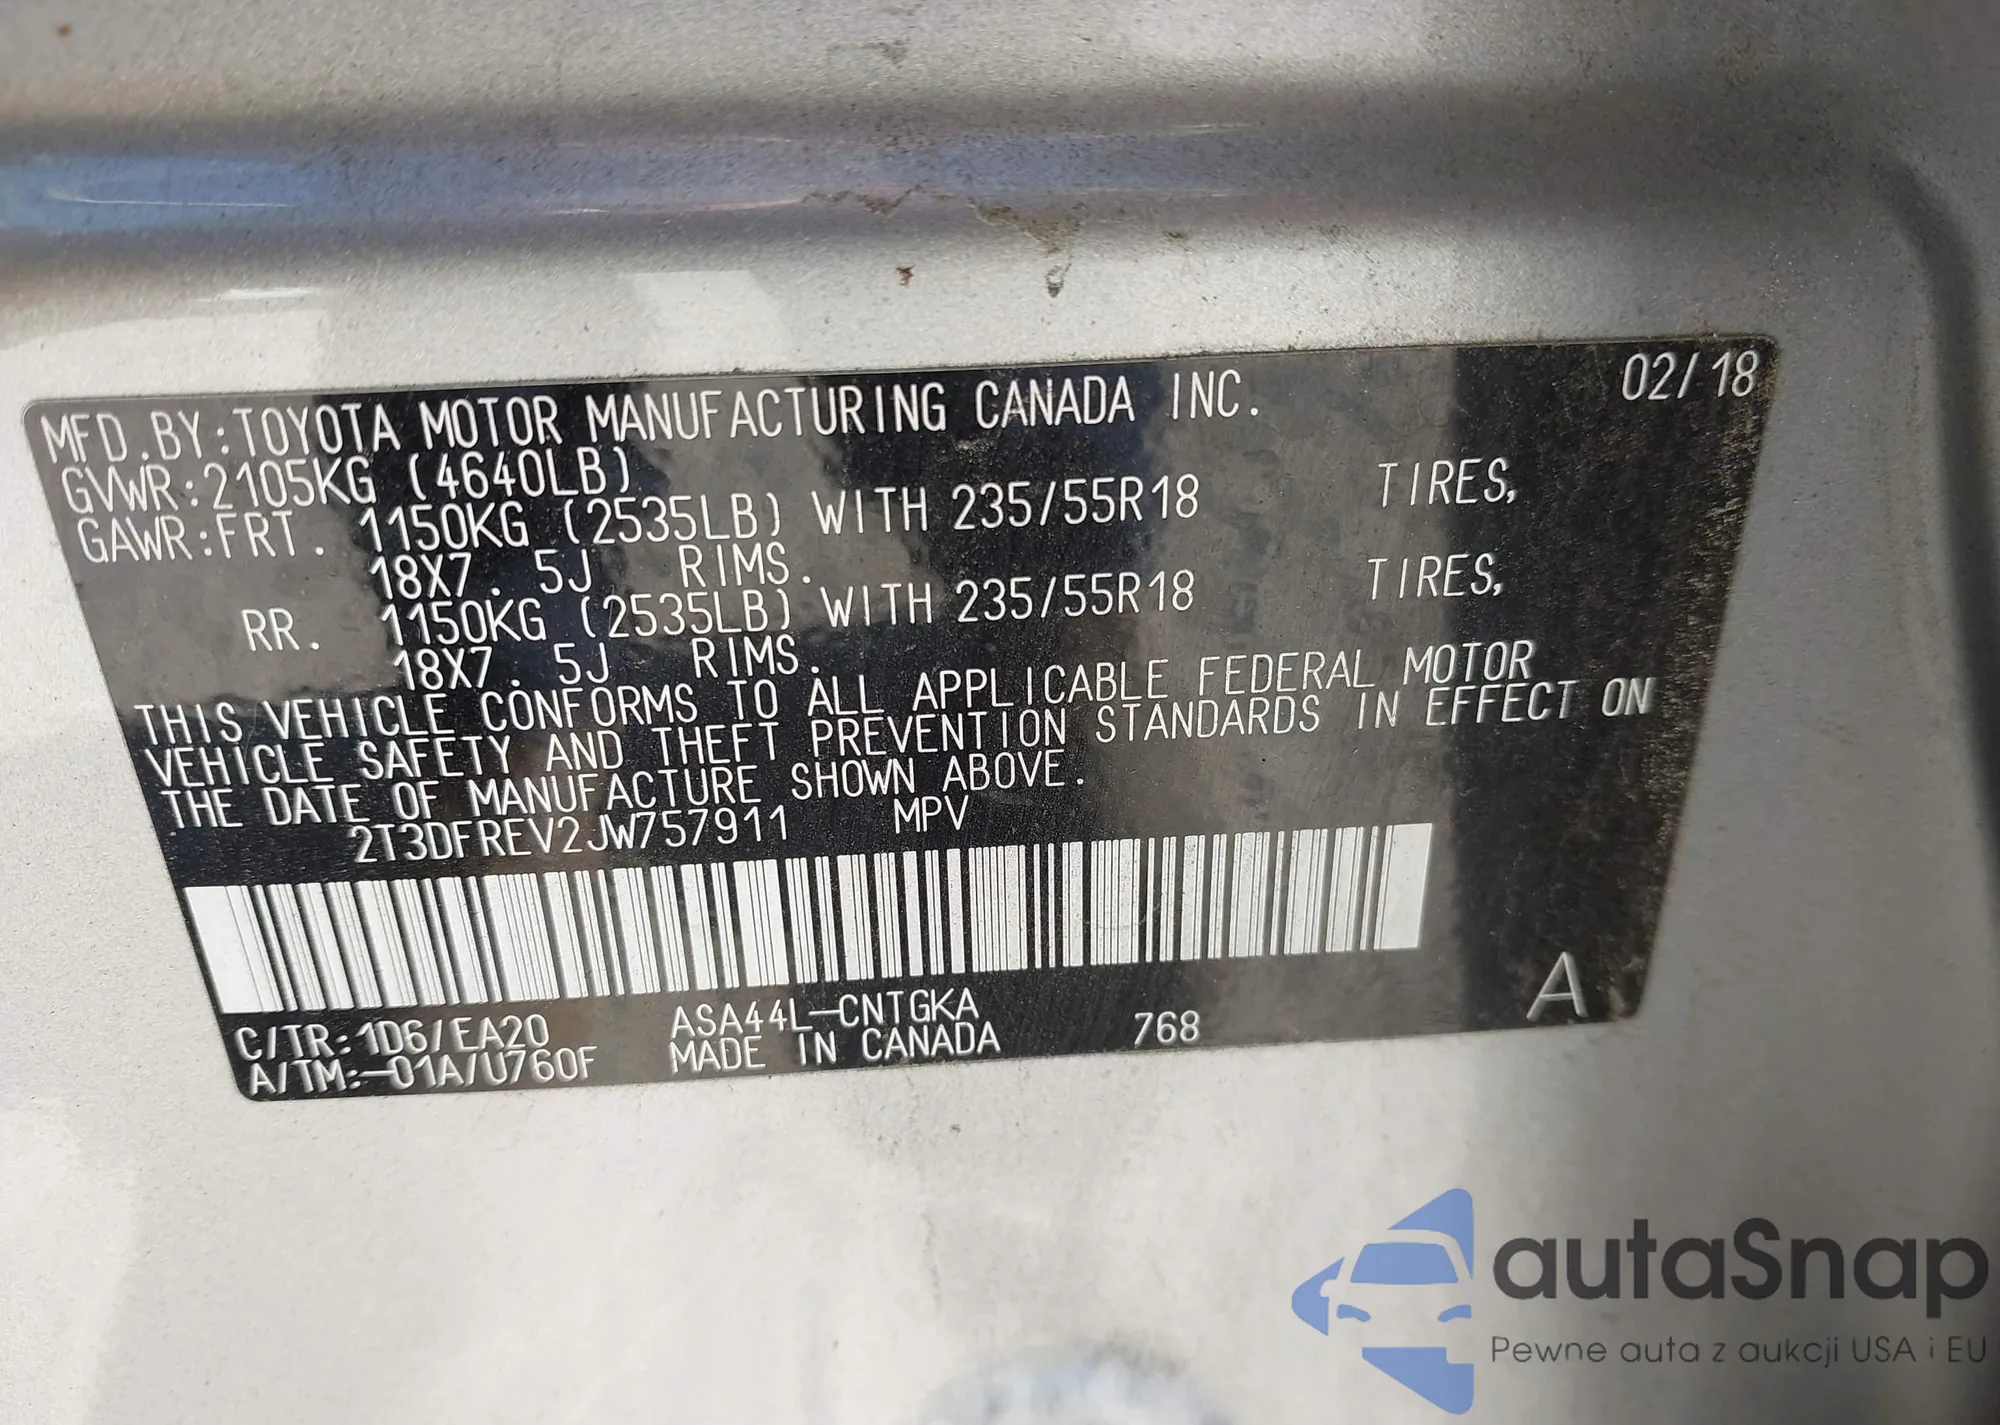 02/18
MFD.BY:TOYOTA MOTOR MANUFACTURING CANADA INC.
GVWR:2105KG (4640LB)
GAWR:FRT. 1150KG (2535LB) WITH 235/55R18 TIRES,
18X7.5J RIMS.
RR. 1150KG (2535LB) WITH 235/55R18 TIRES,
18X7.5J RIMS.
THIS VEHICLE CONFORMS TO ALL APPLICABLE FEDERAL MOTOR
VEHICLE SAFETY AND THEFT PREVENTION STANDARDS IN EFFECT ON
THE DATE OF MANUFACTURE SHOWN ABOVE.
2T3DFREV2JW757911 MPV
A
C/TR:1D6/EA20 ASA44L-CNTGKA 768
A/TM:-01A/U760F MADE IN CANADA
autaSnap
Pewne auta z aukcji USA i EU